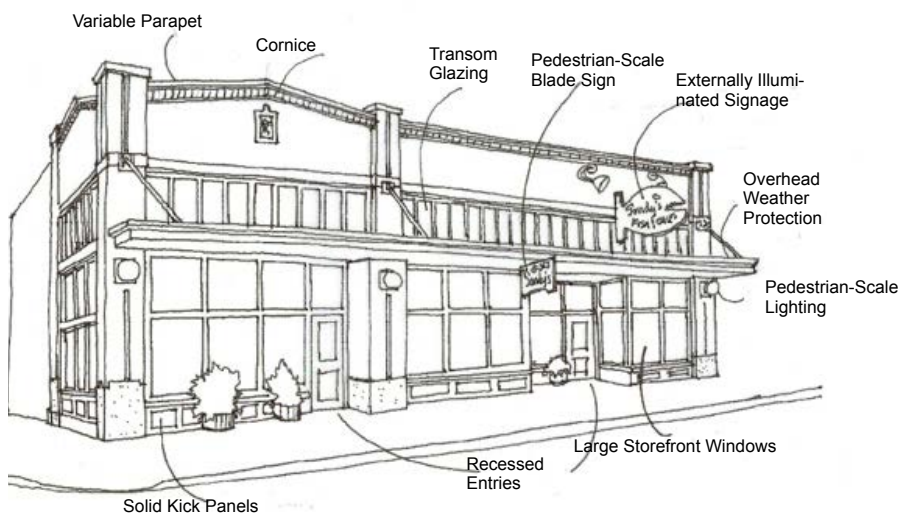 Variable Parapet
Cornice
Transom
Glazing
Pedestrian-Scale
Blade Sign
Externally Illumi-
nated Signage
Overhead
Weather
Protection
Pedestrian-Scale
Lighting
Large Storefront Windows
Recessed
Entries
Solid Kick Panels